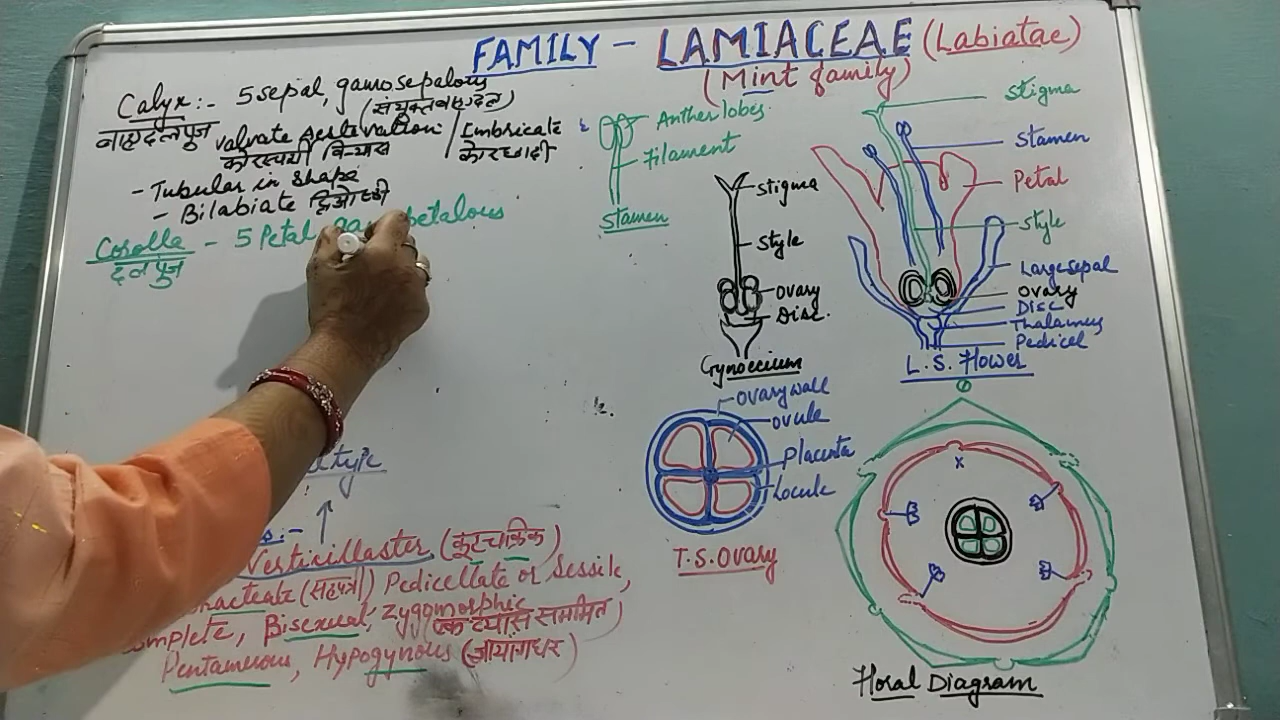 FAMILY - LAMIACEAE (Labiatae)
(Mint family)
Calyx:- 5 sepal, gamosepalous
(संयुक्तबाह्यदल)
बाह्यदलपुंज
Valvate Aestivation / Imbricate
कोरस्पर्शी विन्यास / कोरछादी
- Tubular in shape
- Bilabiate द्विओष्ठी
Corolla - 5 Petal petalous
दलपुंज
Verticillaster (कूटचक्रिक)
(सहपत्री) Pedicellate or Sessile,
Complete, Bisexual, Zygomorphic
(एक व्यास सममित)
Pentamerous, Hypogynous (जायांगधर)
Anther lobes
Filament
Stamen
Stigma
Style
Ovary
Disc.
Gynoecium
Stigma
Stamen
Petal
Style
Large sepal
Ovary
Disc
Thalamus
Pedicel
L.S. Flower
Ovary wall
Ovule
Placenta
Locule
T.S. Ovary
x
Floral Diagram